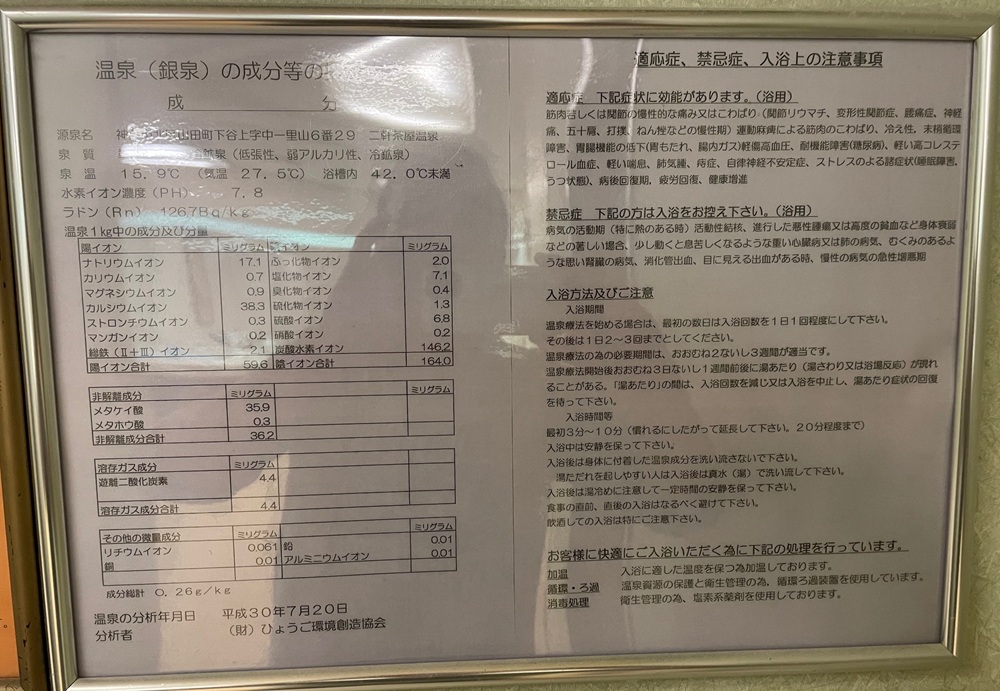 温泉（銀泉）の成分等の
成　　　　　分
源泉名　神　　　　山田町下谷上字中一里山６番２９　二軒茶屋温泉
泉　質　　　　　鉱泉（低張性、弱アルカリ性、冷鉱泉）
泉　温　１５．９℃（気温　２７．５℃）　浴槽内　４２．０℃未満
水素イオン濃度（PH）　７．８
ラドン（Rn）　1267Bq/kg
温泉１kg中の成分及び分量
陽イオン　ミリグラム　イオン　ミリグラム
ナトリウムイオン　17.1　ふっ化物イオン　2.0
カリウムイオン　0.7　塩化物イオン　7.1
マグネシウムイオン　0.9　臭化物イオン　0.4
カルシウムイオン　38.3　硫化物イオン　1.3
ストロンチウムイオン　0.3　硫酸イオン　6.8
マンガンイオン　0.2　硝酸イオン　0.2
総鉄（Ⅱ＋Ⅲ）イオン　2.1　炭酸水素イオン　146.2
陽イオン合計　59.6　陰イオン合計　164.0
非解離成分　ミリグラム　ミリグラム
メタケイ酸　35.9
メタホウ酸　0.3
非解離成分合計　36.2
溶存ガス成分　ミリグラム
遊離二酸化炭素　4.4
溶存ガス成分合計　4.4
その他の微量成分　ミリグラム　ミリグラム
リチウムイオン　0.061　鉛　0.01
銅　0.01　アルミニウムイオン　0.01
成分総計　0.26g/kg
温泉の分析年月日　平成３０年７月２０日
分析者　（財）ひょうご環境創造協会
適応症、禁忌症、入浴上の注意事項
適応症　下記症状に効能があります。（浴用）
筋肉若しくは関節の慢性的な痛み又はこわばり（関節リウマチ、変形性関節症、腰痛症、神経
痛、五十肩、打撲、ねん挫などの慢性期）運動麻痺による筋肉のこわばり、冷え性、末梢循環
障害、胃腸機能の低下（胃もたれ、腸内ガス）軽度高血圧、耐糖能障害（糖尿病）、軽い高コレステ
ロール血症、軽い喘息、肺気腫、痔症、自律神経不安定症、ストレスのよる諸症状（睡眠障害、
うつ状態）、病後回復期、疲労回復、健康増進
禁忌症　下記の方は入浴をお控え下さい。（浴用）
病気の活動期（特に熱のある時）活動性結核、進行した悪性腫瘍又は高度の貧血など身体衰弱
などの著しい場合、少し動くと息苦しくなるような重い心臓病又は肺の病気、むくみのあるよ
うな思い腎臓の病気、消化管出血、目に見える出血がある時、慢性の病気の急性増悪期
入浴方法及びご注意
入浴期間
温泉療法を始める場合は、最初の数日は入浴回数を１日１回程度にして下さい。
その後は１日２～３回までとしてください。
温泉療法の為の必要期間は、おおむね２ないし３週間が適当です。
温泉療法開始後おおむね３日ないし１週間前後に湯あたり（湯さわり又は浴場反応）が現れ
ることがある。「湯あたり」の間は、入浴回数を減じ又は入浴を中止し、湯あたり症状の回復
を待って下さい。
入浴時間等
最初３分～１０分（慣れるにしたがって延長して下さい。２０分程度まで）
入浴中は安静を保って下さい。
入浴後は身体に付着した温泉成分を洗い流さないで下さい。
湯ただれを起しやすい人は入浴後は真水（湯）で洗い流して下さい。
入浴後は湯冷めに注意して一定時間の安静を保って下さい。
食事の直前、直後の入浴はなるべく避けて下さい。
飲酒しての入浴は特にご注意下さい。
お客様に快適にご入浴いただく為に下記の処理を行っています。
加温　入浴に適した温度を保つ為加温しております。
循環・ろ過　温泉資源の保護と衛生管理の為、循環ろ過装置を使用しています。
消毒処理　衛生管理の為、塩素系薬剤を使用しております。